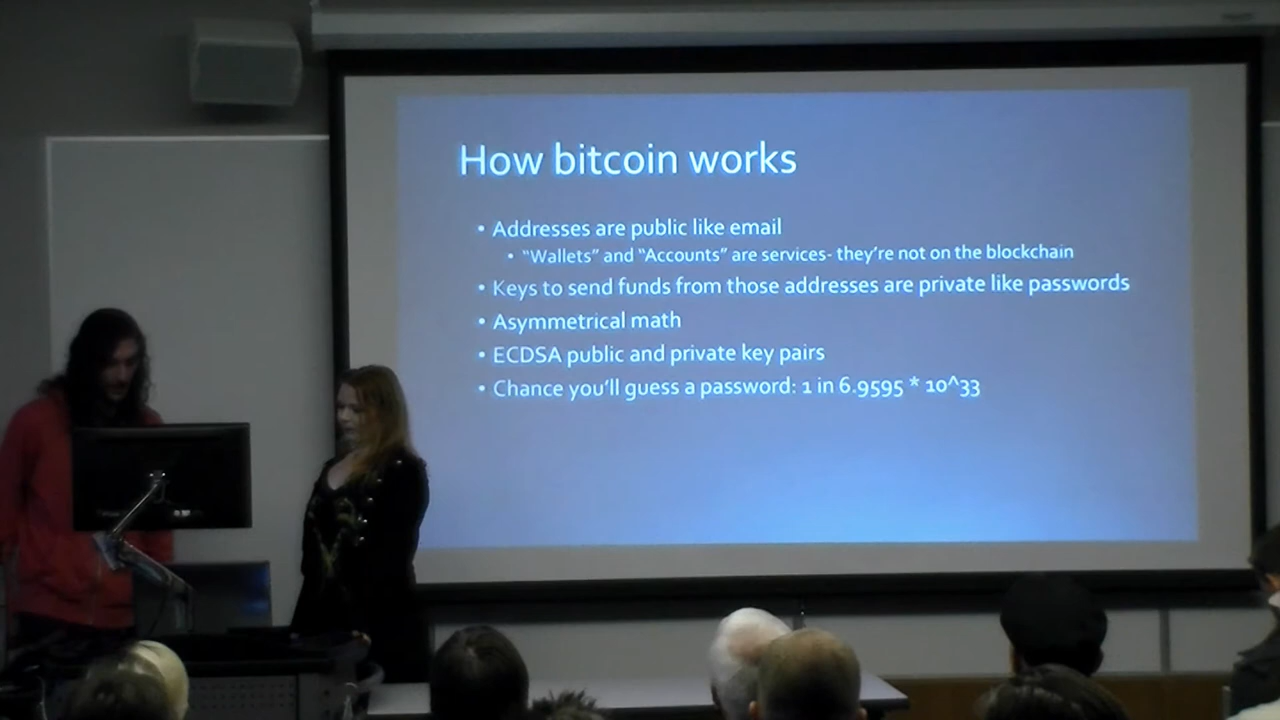 How bitcoin works
• Addresses are public like email
• “Wallets” and “Accounts” are services- they’re not on the blockchain
• Keys to send funds from those addresses are private like passwords
• Asymmetrical math
• ECDSA public and private key pairs
• Chance you’ll guess a password: 1 in 6.9595 * 10^33